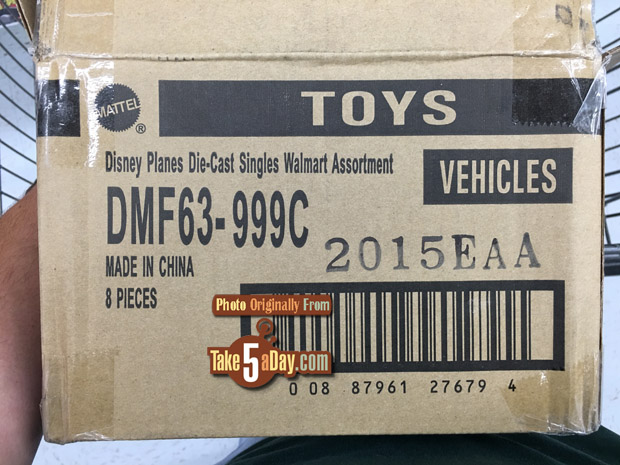 TOYS
MATTEL
®
Disney Planes Die-Cast Singles Walmart Assortment
VEHICLES
DMF63-999C
2015EAA
MADE IN CHINA
8 PIECES
Photo Originally From
Take5aDay.com
0 08 87961 27679 4